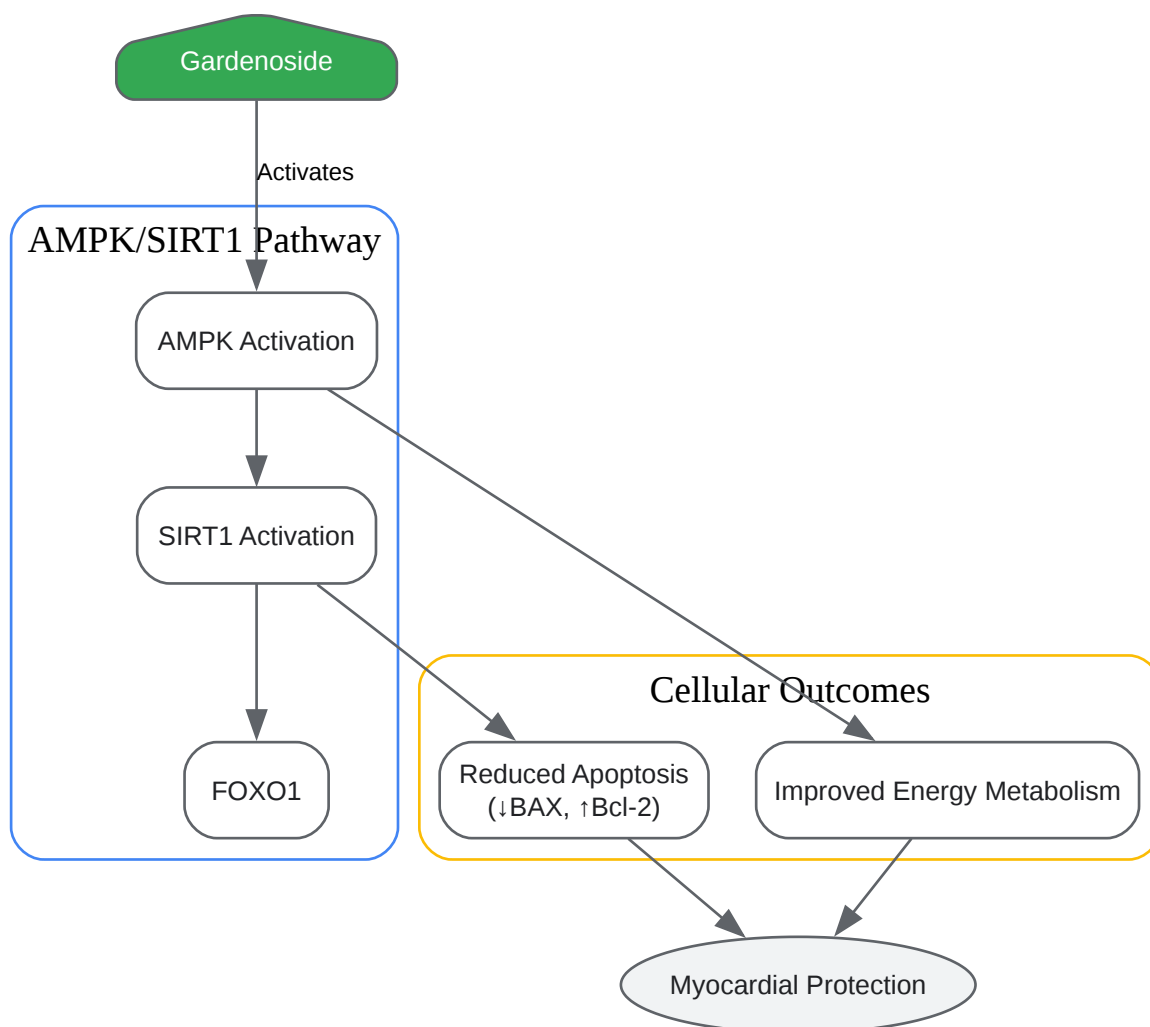 Gardenoside
Activates
AMPK/SIRT1 Pathway
AMPK Activation
SIRT1 Activation
FOXO1
Cellular Outcomes
Reduced Apoptosis
(↓BAX, ↑Bcl-2)
Improved Energy Metabolism
Myocardial Protection